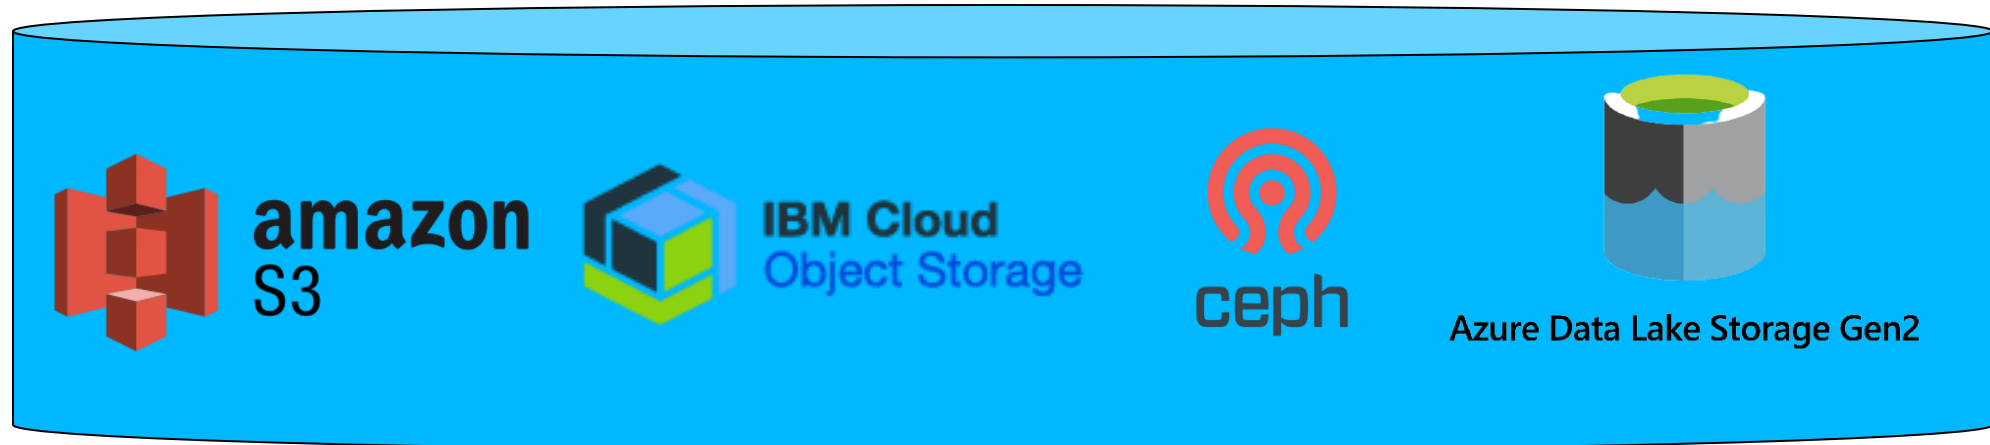 amazon
S3
IBM Cloud
Object Storage
ceph
Azure Data Lake Storage Gen2